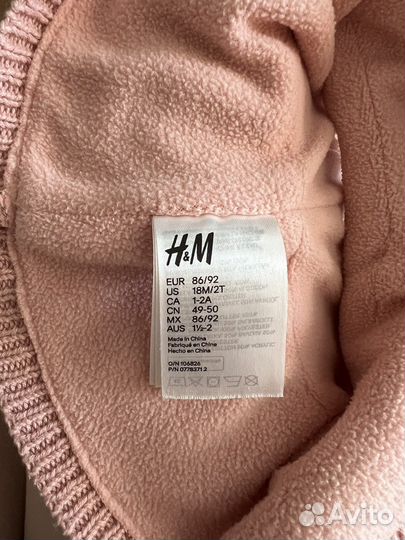 H&M
EUR 86/92
US 18M/2T
CA 1-2A
CN 49-50
MX 86/92
AUS 1½-2
Made in China
Fabriqué en Chine
Hecho en China
O/N 106826
P/N 0778371 2
Avito